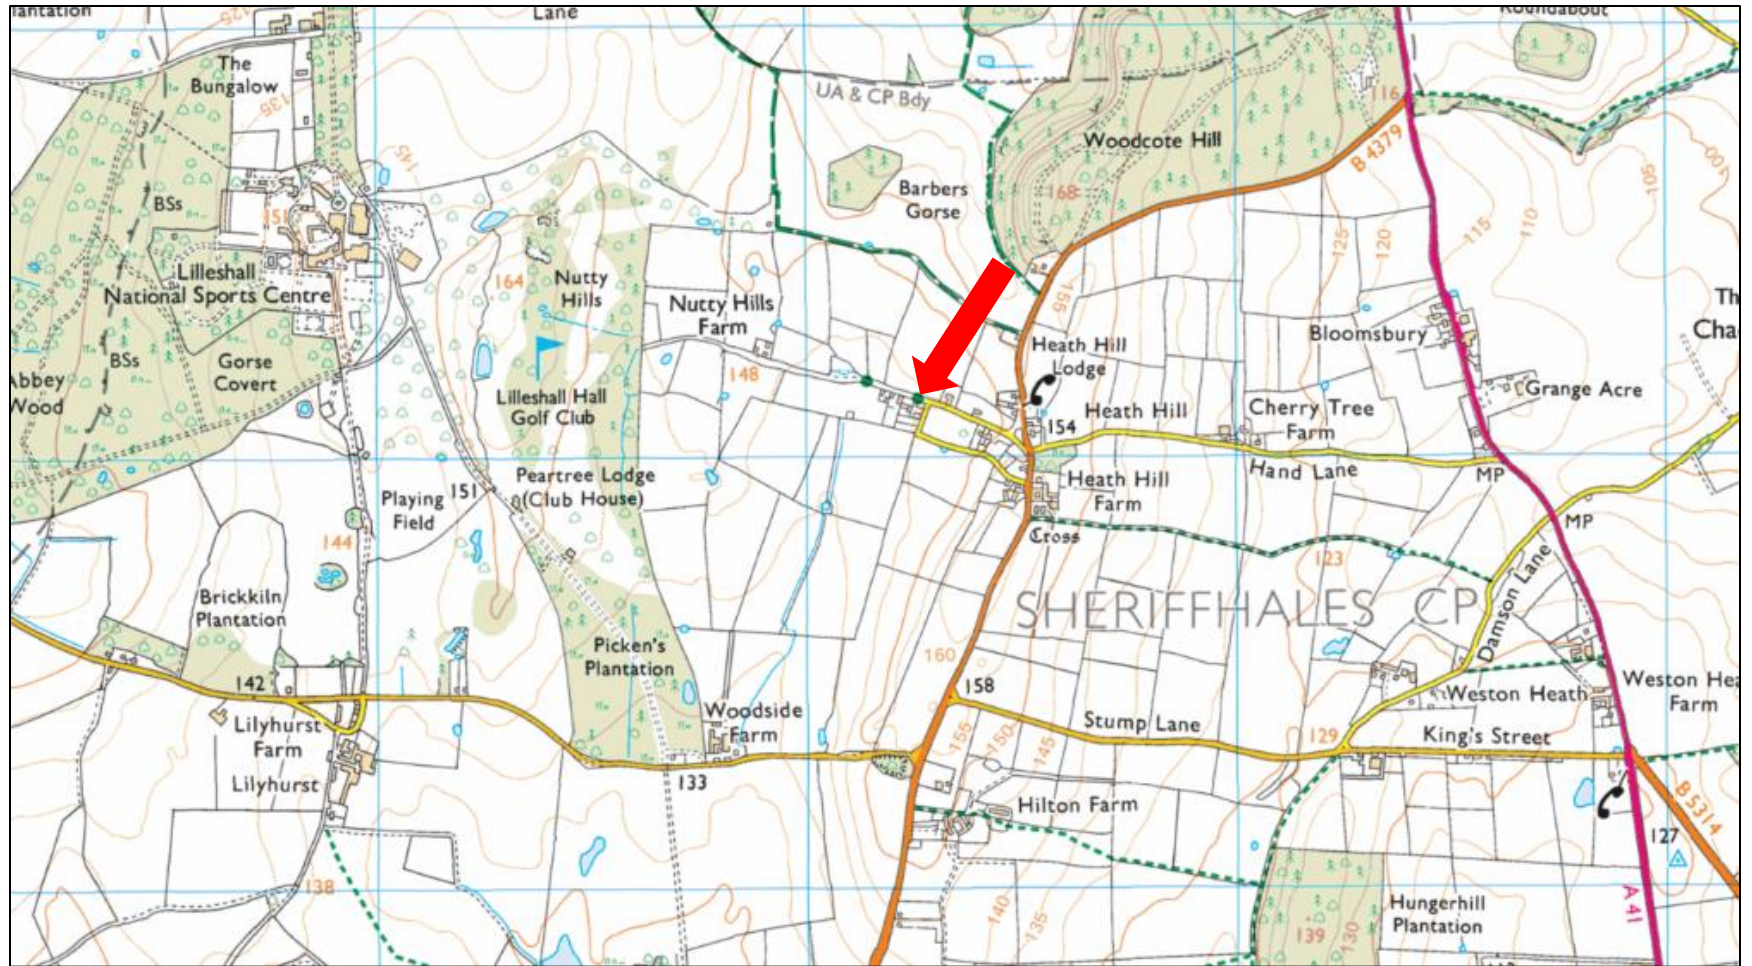 antation
Lane
Roundabout
125
The
Bungalow
135
145
UA & CP Bdy
Woodcote Hill
116
B 4379
105
100
BSs
151
Barbers
Gorse
168
125
120
115
110
Lilleshall
National Sports Centre
164
Nutty
Hills
Nutty Hills
Farm
155
Th
Cha
Bloomsbury
Heath Hill
Lodge
BSs
Gorse
Covert
148
Abbey
Wood
Lilleshall Hall
Golf Club
Grange Acre
Heath Hill
154
Cherry Tree
Farm
Hand Lane
MP
Peartree Lodge
(Club House)
151
Playing
Field
Heath Hill
Farm
MP
Cross
144
123
Damson Lane
Brickkiln
Plantation
SHERIFFHALES CP
Picken's
Plantation
160
142
158
Weston Heath
Weston Hea
Farm
Lilyhurst
Farm
Woodside
Farm
Stump Lane
129
King's Street
155
150
145
Lilyhurst
133
Hilton Farm
B 5314
127
138
140
135
Hungerhill
Plantation
139
130
A 41